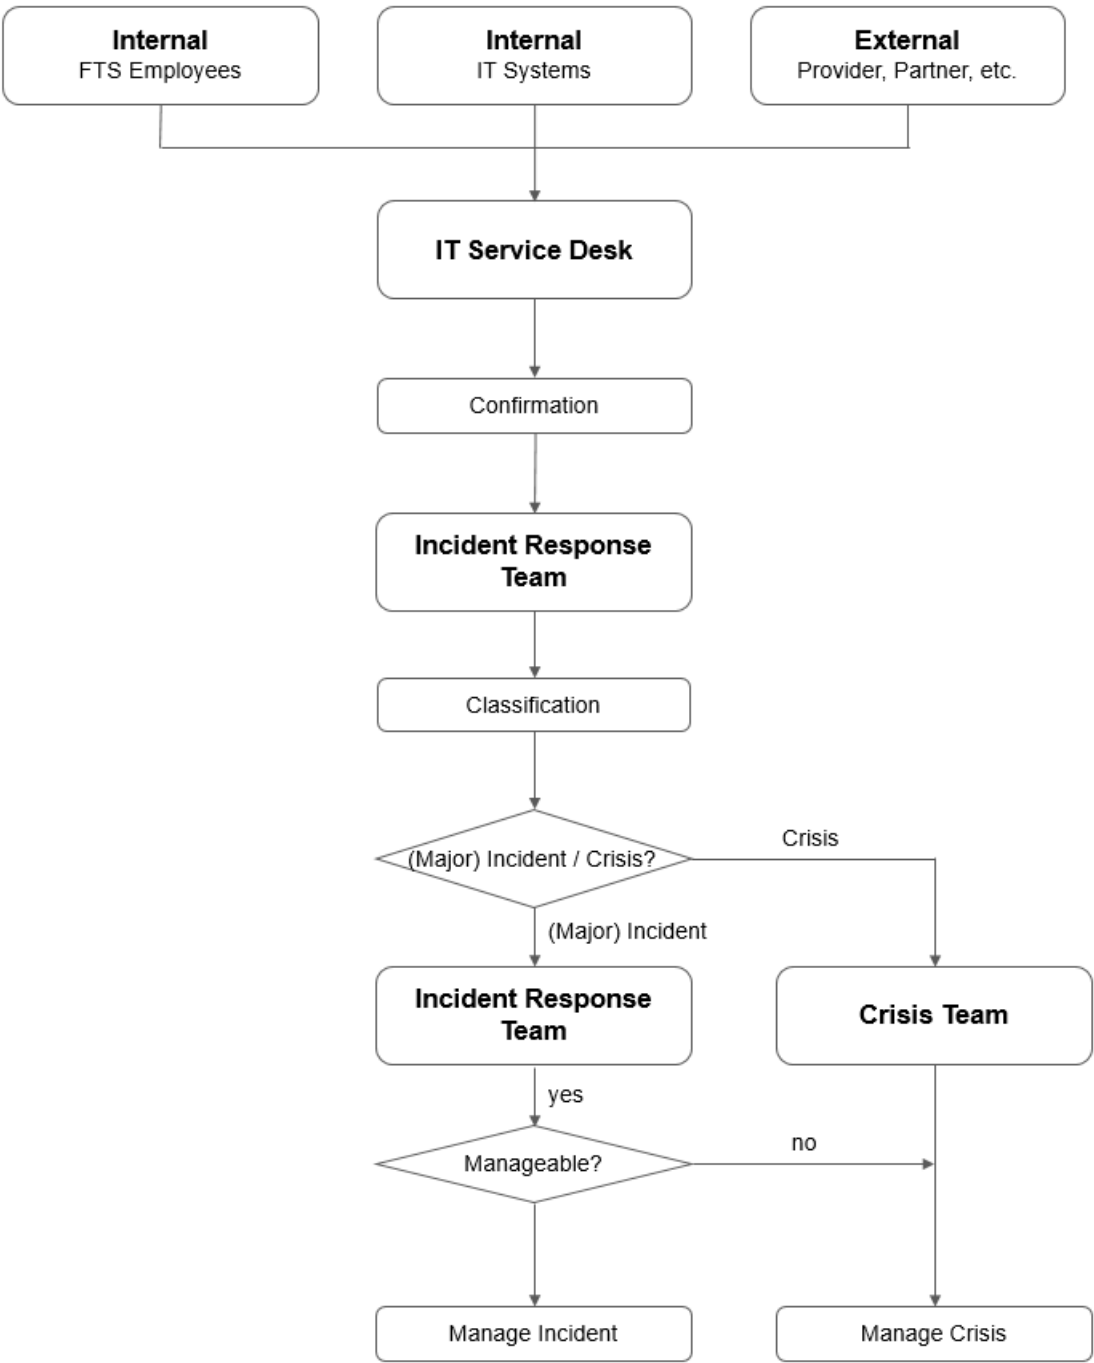 Internal
FTS Employees
Internal
IT Systems
External
Provider, Partner, etc.
IT Service Desk
Confirmation
Incident Response
Team
Classification
(Major) Incident / Crisis?
Crisis
(Major) Incident
Incident Response
Team
Crisis Team
yes
Manageable?
no
Manage Incident
Manage Crisis